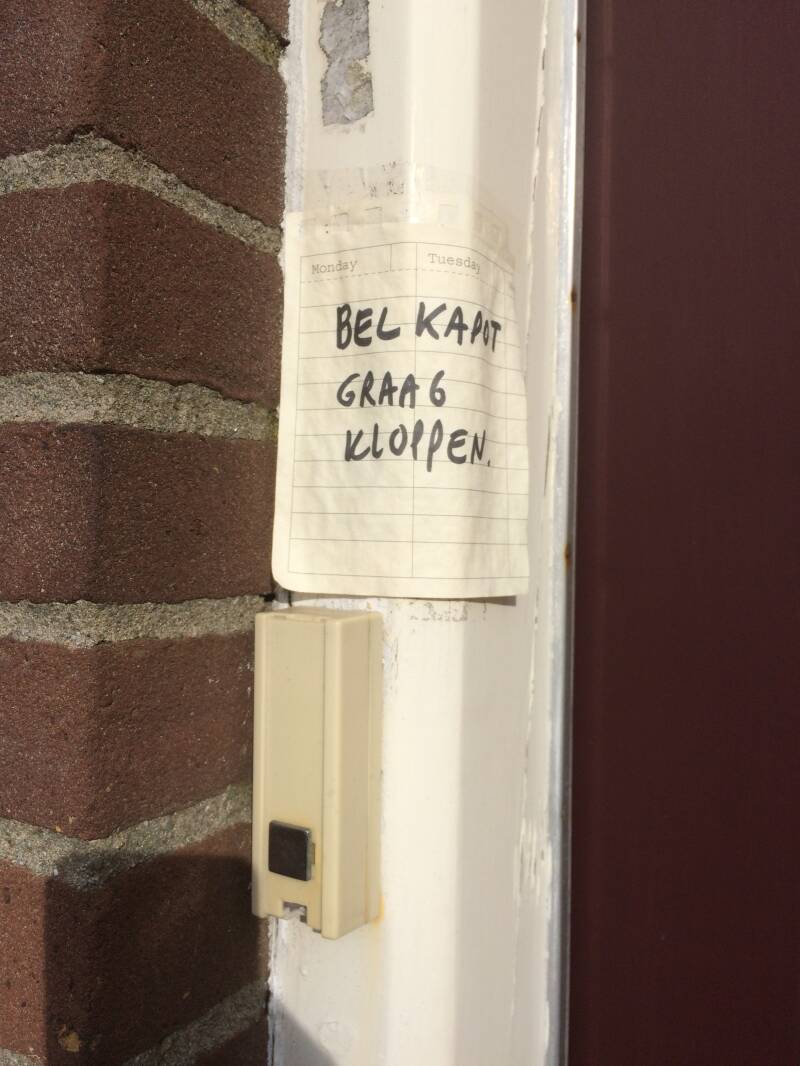 Monday Tuesday
BEL KAPOT
GRAAG
KLOPPEN.